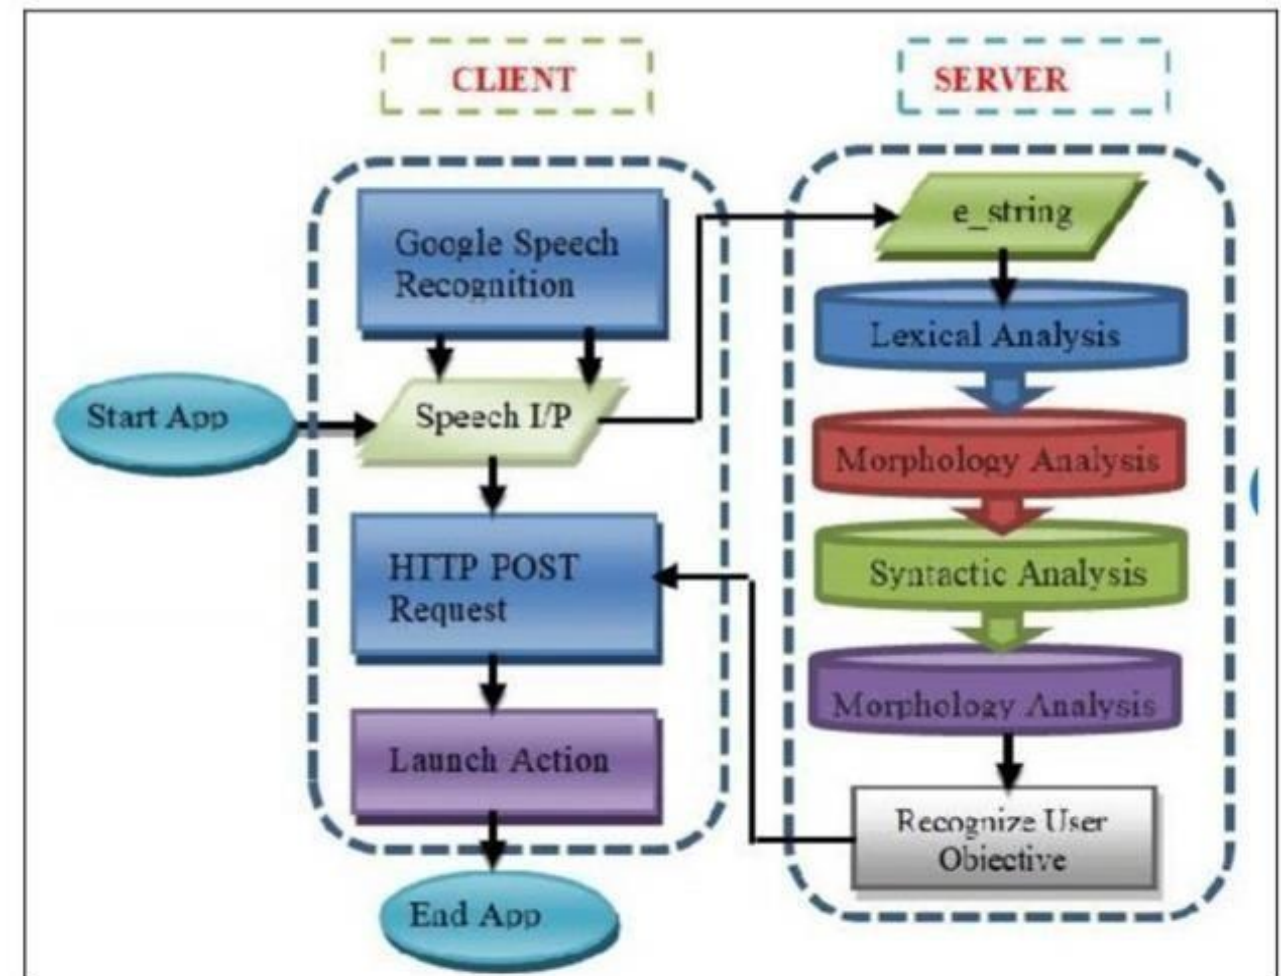 CLIENT
SERVER
Google Speech
Recognition
e_string
Lexical Analysis
Start App
Speech I/P
Morphology Analysis
HTTP POST
Request
Syntactic Analysis
Morphology Analysis
Launch Action
Recognize User
Objective
End App